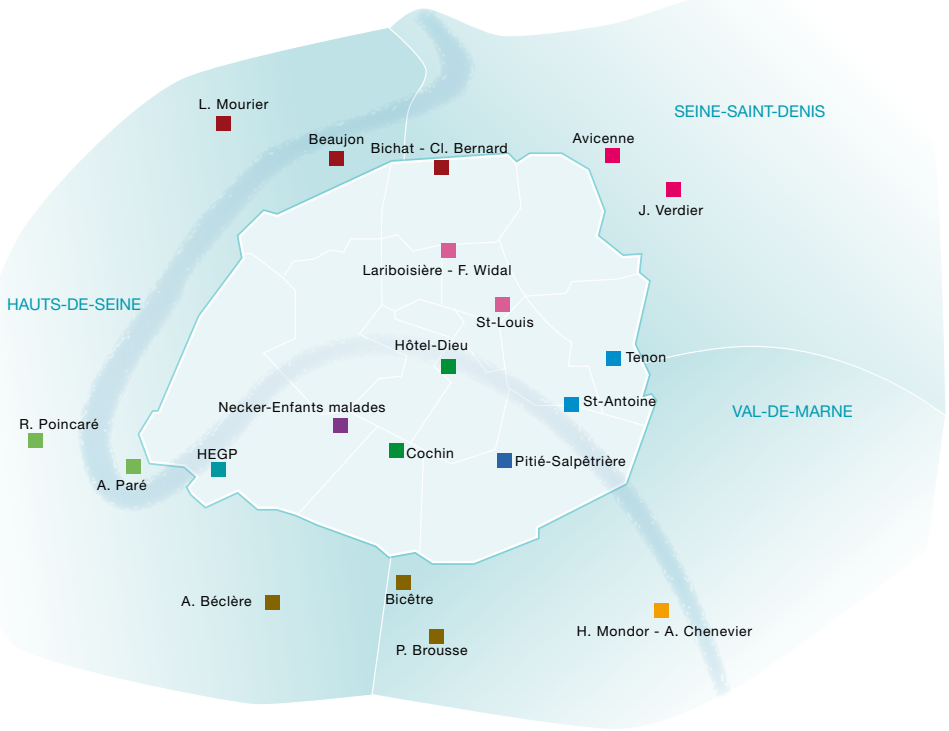 L. Mourier
SEINE-SAINT-DENIS
Beaujon
Bichat - Cl. Bernard
Avicenne
J. Verdier
Lariboisière - F. Widal
HAUTS-DE-SEINE
St-Louis
Hôtel-Dieu
Tenon
St-Antoine
Necker-Enfants malades
VAL-DE-MARNE
R. Poincaré
HEGP
Cochin
Pitié-Salpêtrière
A. Paré
A. Béclère
Bicêtre
H. Mondor - A. Chenevier
P. Brousse